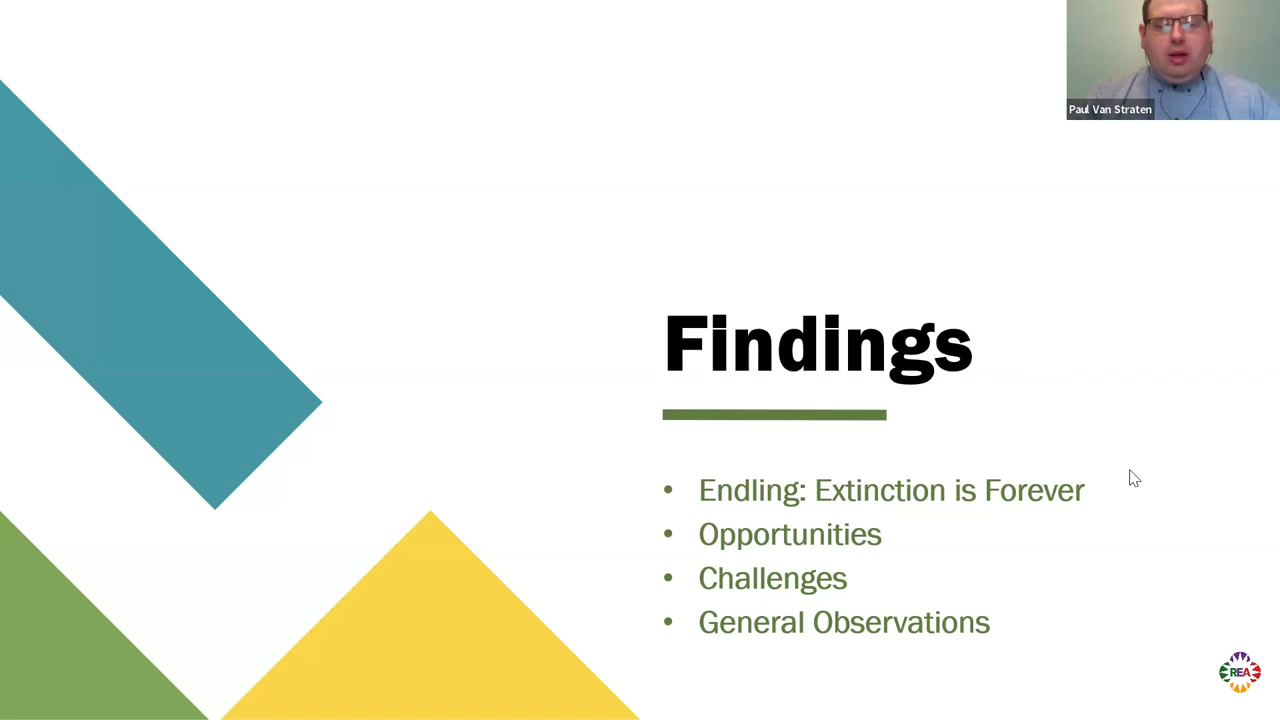 Paul Van Straten
Findings
• Endling: Extinction is Forever
• Opportunities
• Challenges
• General Observations
REA